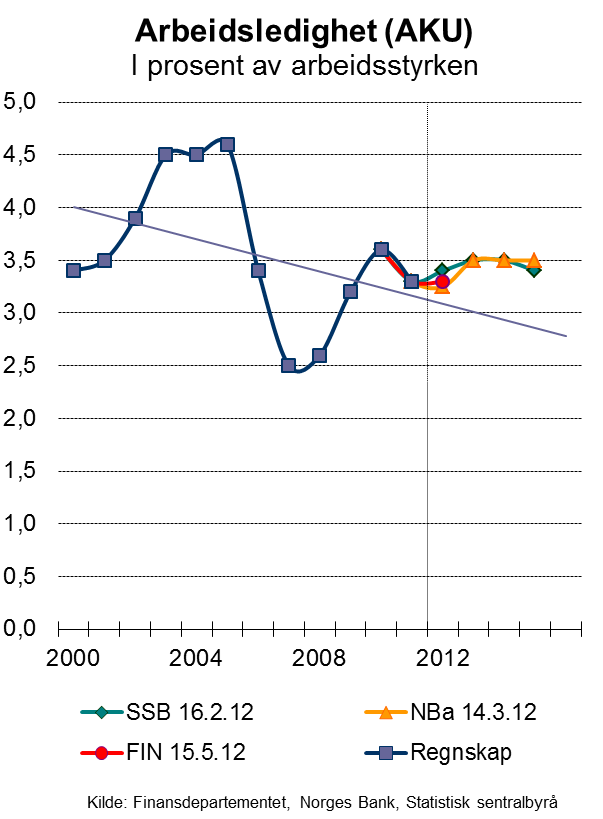 Arbeidsledighet (AKU)
I prosent av arbeidsstyrken
5,0
4,5
4,0
3,5
3,0
2,5
2,0
1,5
1,0
0,5
0,0
2000 2004 2008 2012
SSB 16.2.12 NBa 14.3.12
FIN 15.5.12 Regnskap
Kilde: Finansdepartementet, Norges Bank, Statistisk sentralbyrå